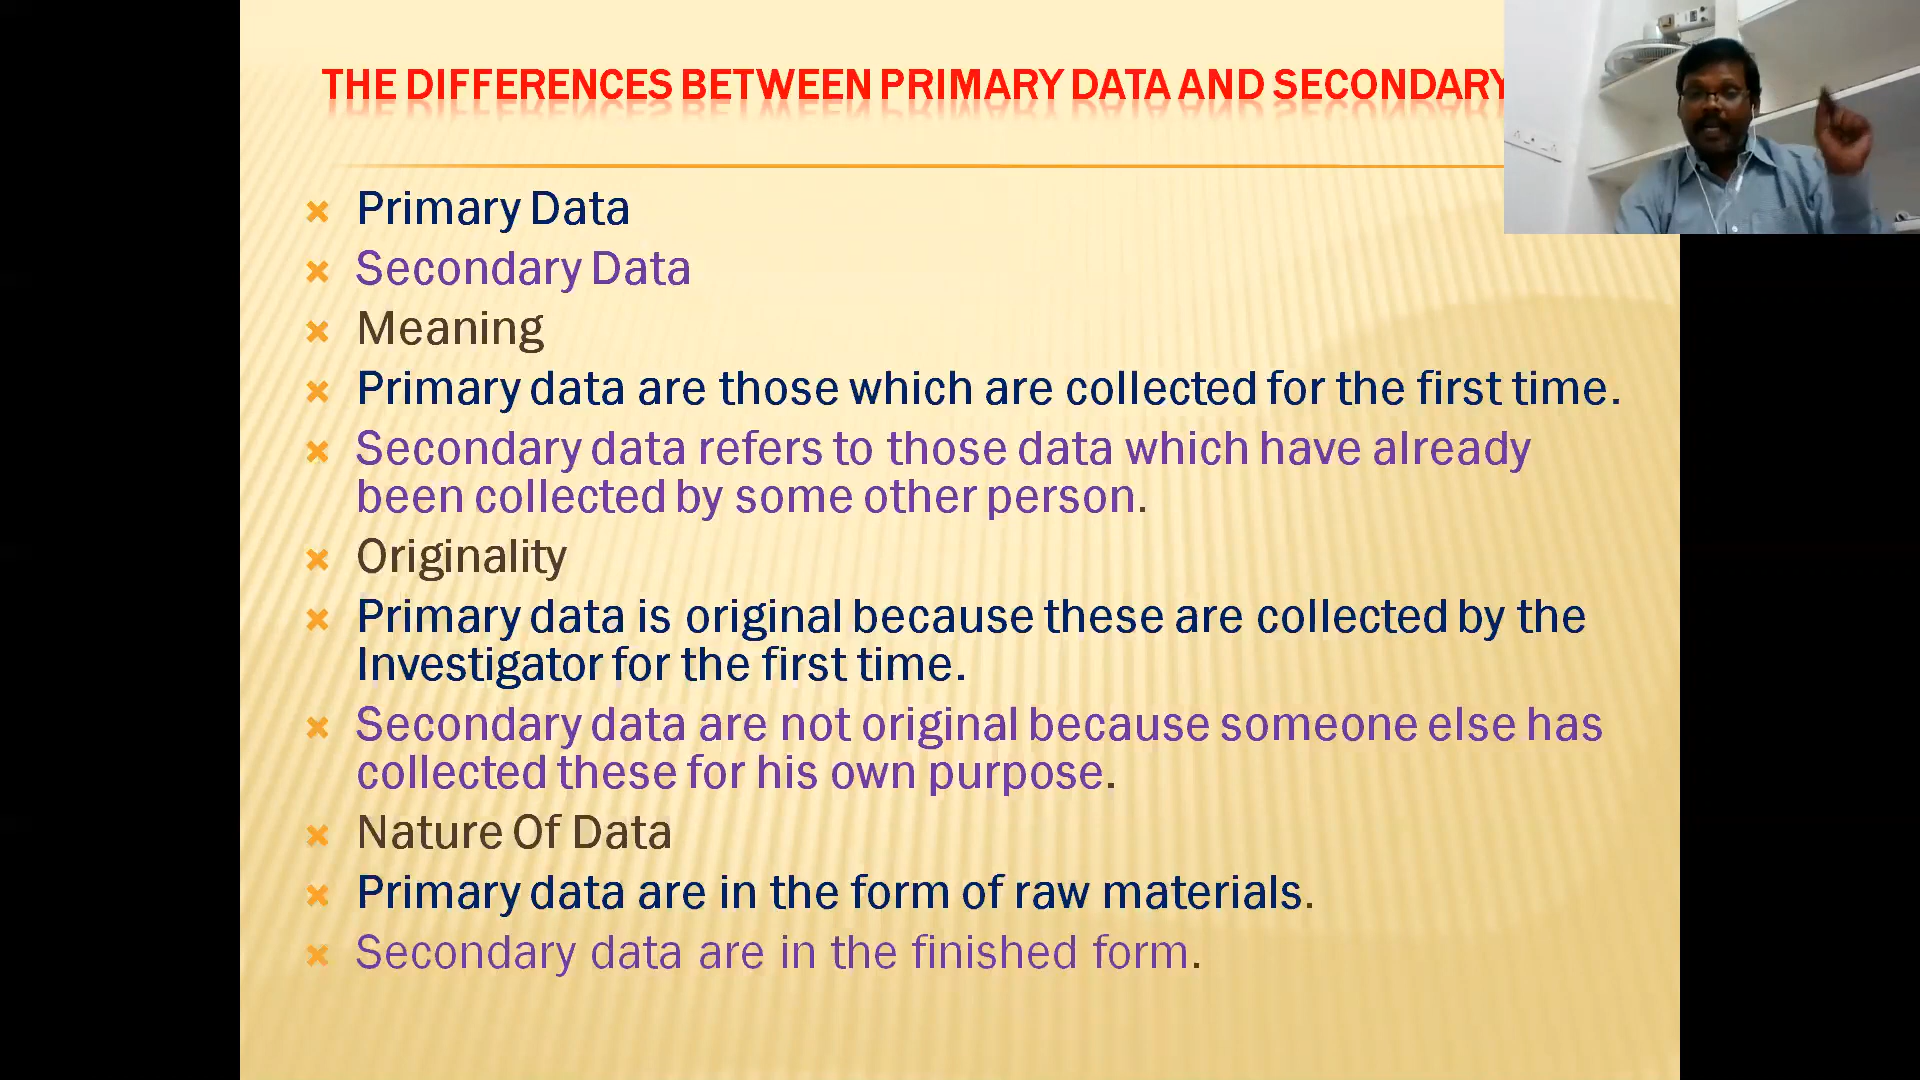 THE DIFFERENCES BETWEEN PRIMARY DATA AND SECONDARY
Primary Data
Secondary Data
Meaning
Primary data are those which are collected for the first time.
Secondary data refers to those data which have already
been collected by some other person.
Originality
Primary data is original because these are collected by the
Investigator for the first time.
Secondary data are not original because someone else has
collected these for his own purpose.
Nature Of Data
Primary data are in the form of raw materials.
Secondary data are in the finished form.